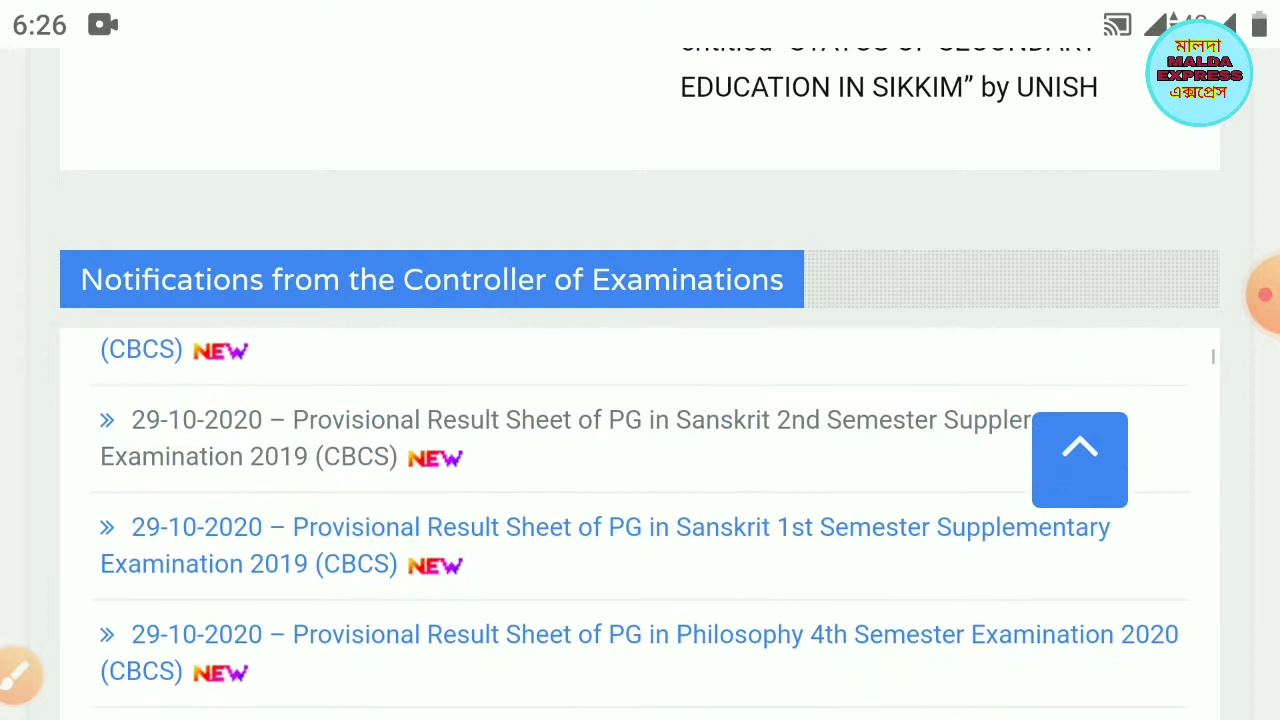 6:26
মালদা
MALDA
EXPRESS
এক্সপ্রেস
EDUCATION IN SIKKIM” by UNISH
Notifications from the Controller of Examinations
(CBCS) NEW
29-10-2020 – Provisional Result Sheet of PG in Sanskrit 2nd Semester
Examination 2019 (CBCS) NEW
29-10-2020 – Provisional Result Sheet of PG in Sanskrit 1st Semester Supplementary
Examination 2019 (CBCS) NEW
29-10-2020 – Provisional Result Sheet of PG in Philosophy 4th Semester Examination 2020
(CBCS) NEW